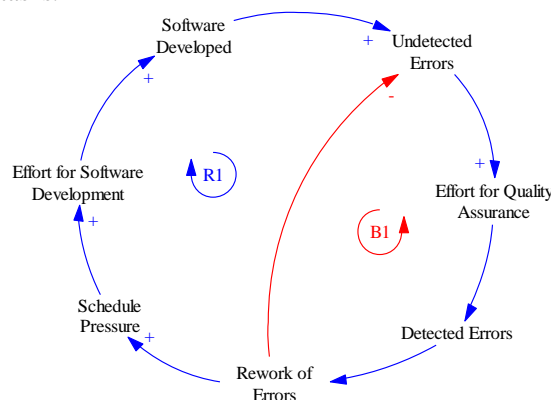 Software
Developed
+
Undetected
Errors
+
-
+
Effort for Software
Development
+
R1
Effort for Quality
Assurance
B1
Schedule
Pressure
+
Detected Errors
Rework of
Errors